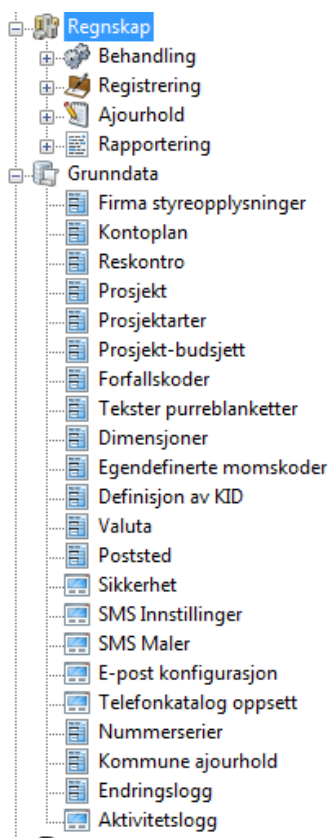 Regnskap
Behandling
Registrering
Ajourhold
Rapportering
Grunndata
Firma styreopplysninger
Kontoplan
Reskontro
Prosjekt
Prosjektarter
Prosjekt-budsjett
Forfallskoder
Tekster purreblanketter
Dimensjoner
Egendefinerte momskoder
Definisjon av KID
Valuta
Poststed
Sikkerhet
SMS Innstillinger
SMS Maler
E-post konfigurasjon
Telefonkatalog oppsett
Nummerserier
Kommune ajourhold
Endringslogg
Aktivitetslogg